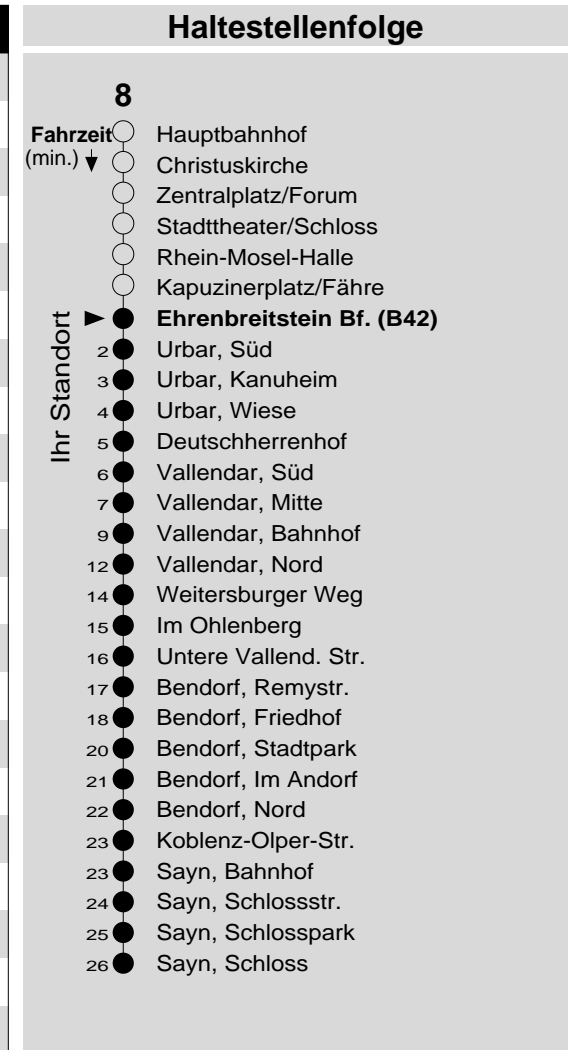 Haltestellenfolge
8
Fahrzeit Hauptbahnhof
(min.) Christuskirche
Zentralplatz/Forum
Stadttheater/Schloss
Rhein-Mosel-Halle
Kapuzinerplatz/Fähre
Ihr Standort
Ehrenbreitstein Bf. (B42)
2 Urbar, Süd
3 Urbar, Kanuheim
4 Urbar, Wiese
5 Deutschherrenhof
6 Vallendar, Süd
7 Vallendar, Mitte
9 Vallendar, Bahnhof
12 Vallendar, Nord
14 Weitersburger Weg
15 Im Ohlenberg
16 Untere Vallend. Str.
17 Bendorf, Remystr.
18 Bendorf, Friedhof
20 Bendorf, Stadtpark
21 Bendorf, Im Andorf
22 Bendorf, Nord
23 Koblenz-Olper-Str.
23 Sayn, Bahnhof
24 Sayn, Schlossstr.
25 Sayn, Schlosspark
26 Sayn, Schloss